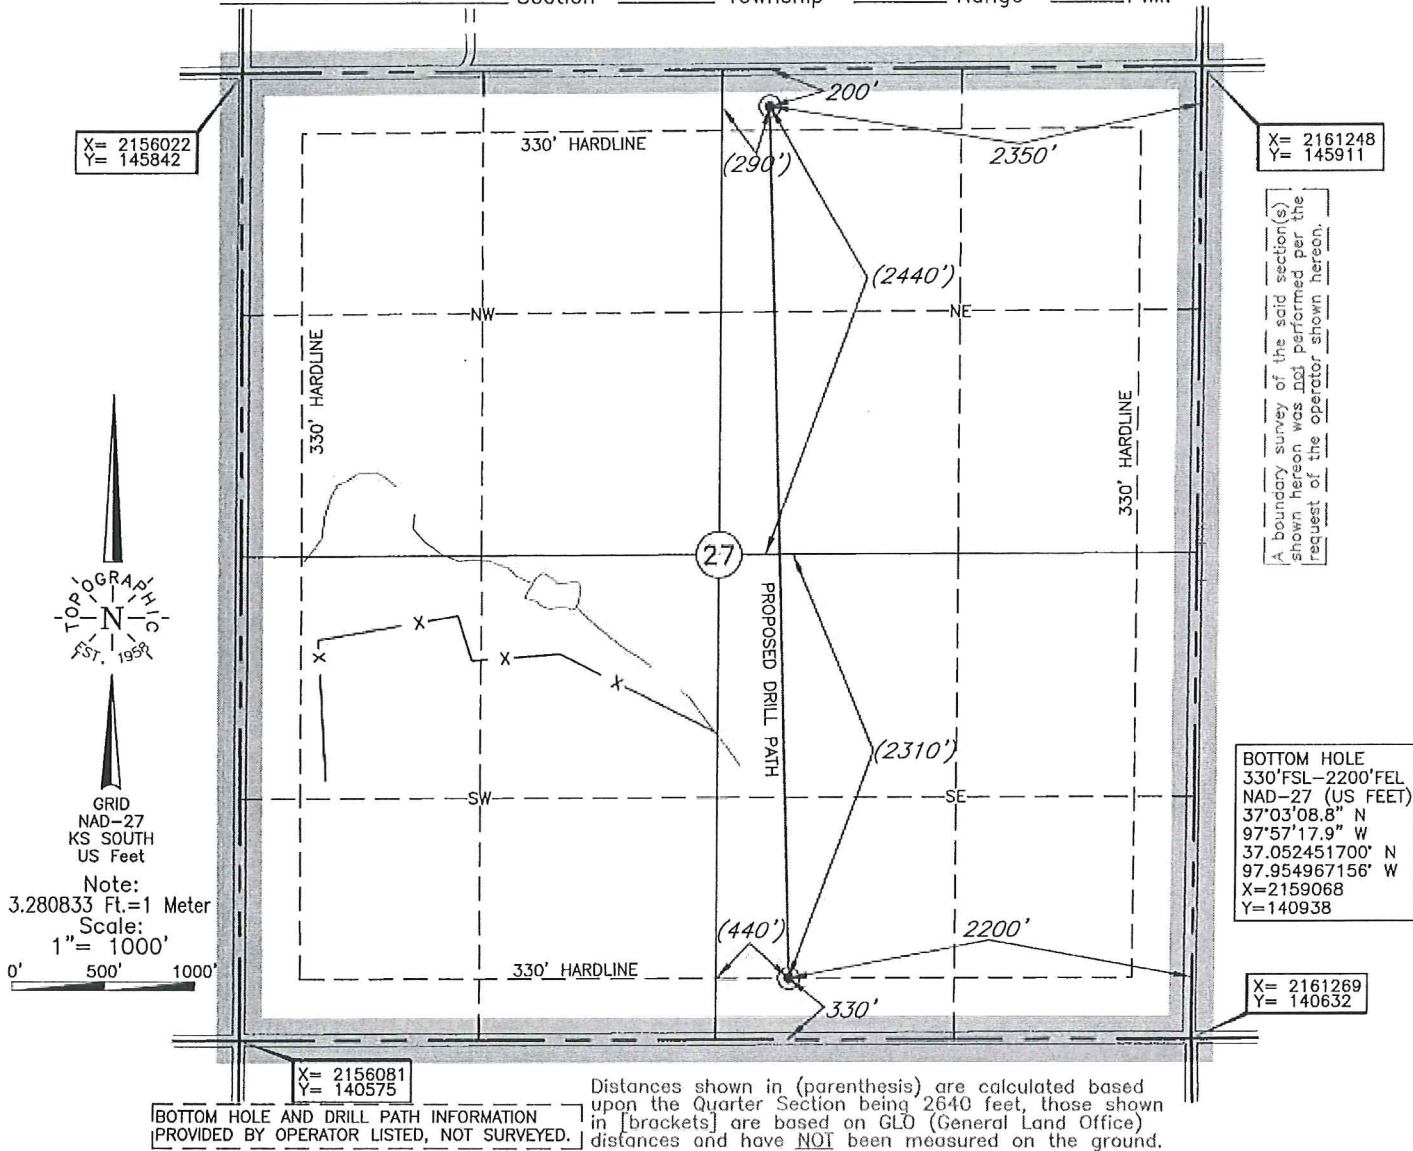 Section Township Range P.M.
200'
X= 2156022
Y= 145842
330' HARDLINE
(290')
2350'
X= 2161248
Y= 145911
A boundary survey of the said section(s)
shown hereon was not performed per the
request of the operator shown hereon.
(2440')
NW
NE
330' HARDLINE
330' HARDLINE
27
TOPOGRAPHIC
N
EST. 1958
X
X
X
X
PROPOSED DRILL PATH
(2310')
SW
SE
GRID
NAD-27
KS SOUTH
US Feet
Note:
3.280833 Ft.=1 Meter
Scale:
1"= 1000'
0' 500' 1000'
BOTTOM HOLE
330'FSL-2200'FEL
NAD-27 (US FEET)
37°03'08.8" N
97°57'17.9" W
37.052451700° N
97.954967156° W
X=2159068
Y=140938
(440')
2200'
330' HARDLINE
330'
X= 2161269
Y= 140632
X= 2156081
Y= 140575
BOTTOM HOLE AND DRILL PATH INFORMATION
PROVIDED BY OPERATOR LISTED, NOT SURVEYED.
Distances shown in (parenthesis) are calculated based
upon the Quarter Section being 2640 feet, those shown
in [brackets] are based on GLO (General Land Office)
distances and have NOT been measured on the ground.